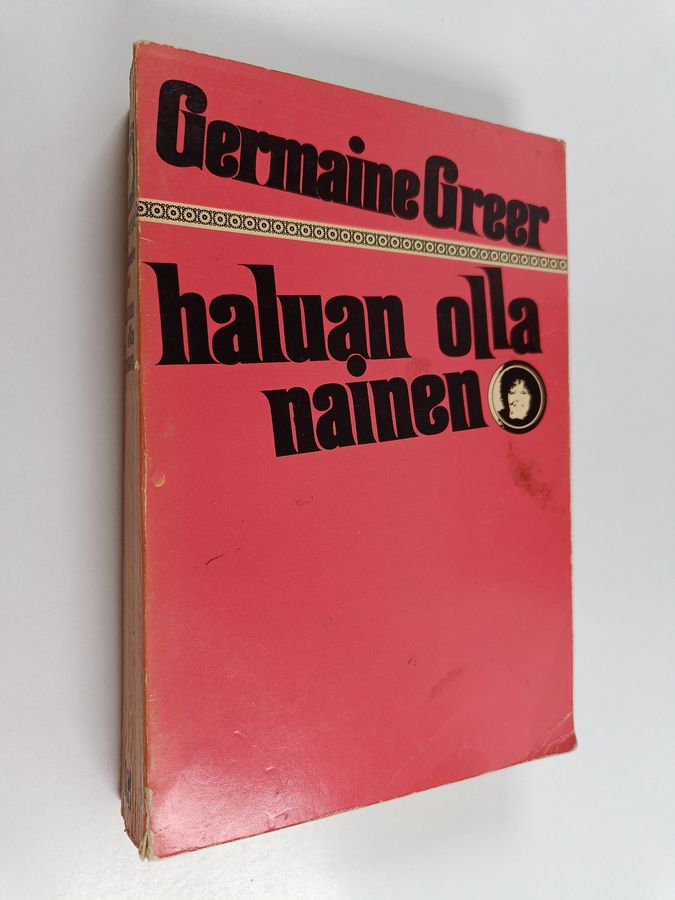 Germaine Greer
haluan olla
nainen